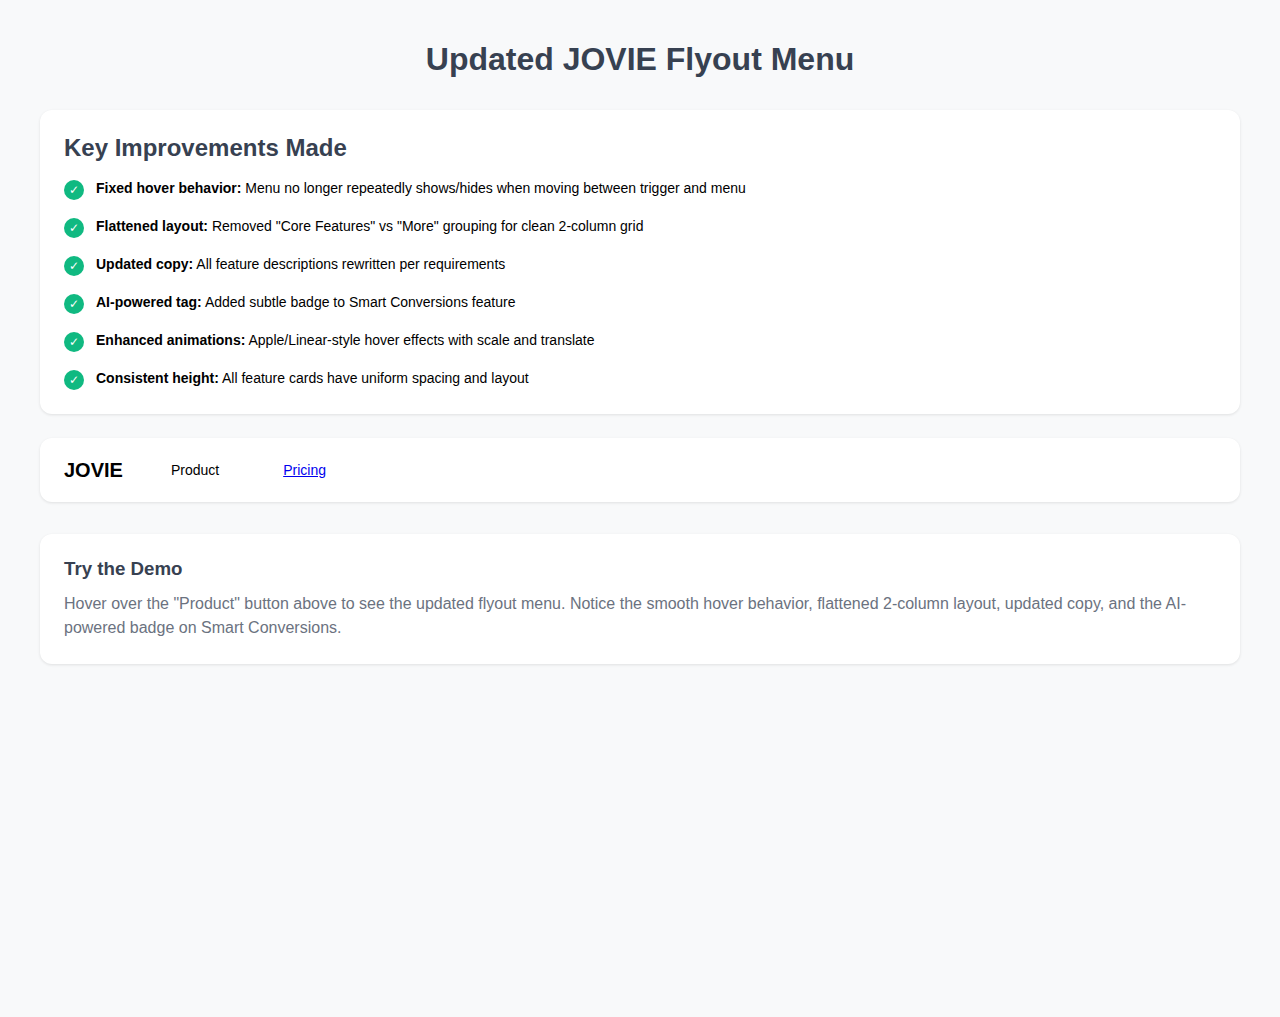 Updated JOVIE Flyout Menu
Key Improvements Made
✓ Fixed hover behavior: Menu no longer repeatedly shows/hides when moving between trigger and menu
✓ Flattened layout: Removed "Core Features" vs "More" grouping for clean 2-column grid
✓ Updated copy: All feature descriptions rewritten per requirements
✓ AI-powered tag: Added subtle badge to Smart Conversions feature
✓ Enhanced animations: Apple/Linear-style hover effects with scale and translate
✓ Consistent height: All feature cards have uniform spacing and layout
JOVIE Product Pricing
Try the Demo
Hover over the "Product" button above to see the updated flyout menu. Notice the smooth hover behavior, flattened 2-column layout, updated copy, and the AI-
powered badge on Smart Conversions.